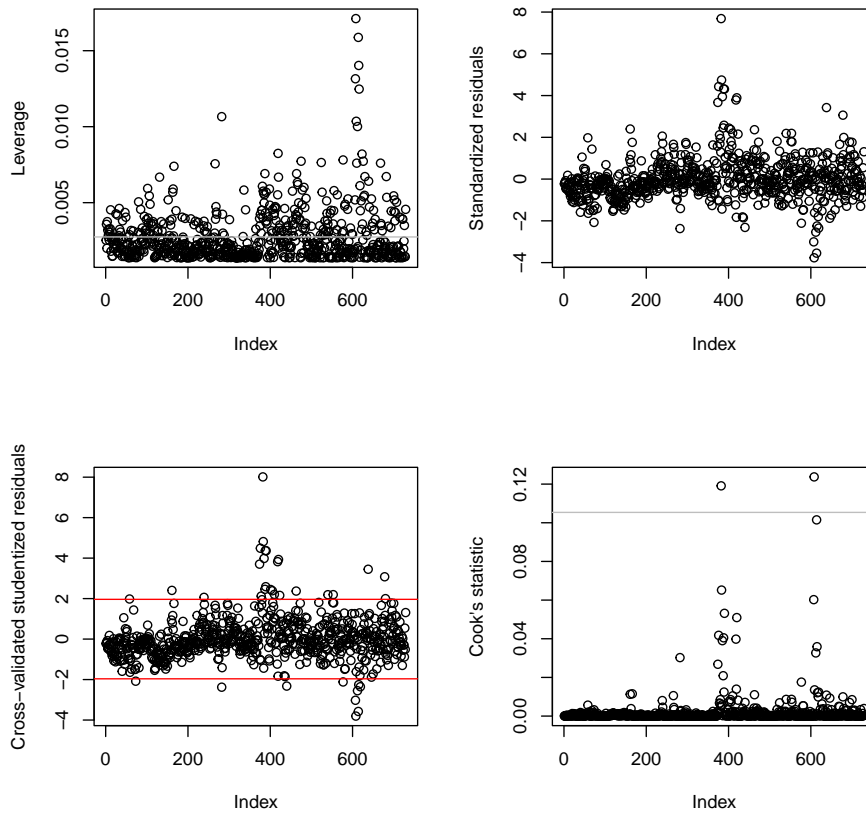 Leverage
0.005 0.010 0.015
0 200 400 600
Index
Standardized residuals
−4 −2 0 2 4 6 8
0 200 400 600
Index
Cross−validated studentized residuals
−4 −2 0 2 4 6 8
0 200 400 600
Index
Cook's statistic
0.00 0.04 0.08 0.12
0 200 400 600
Index